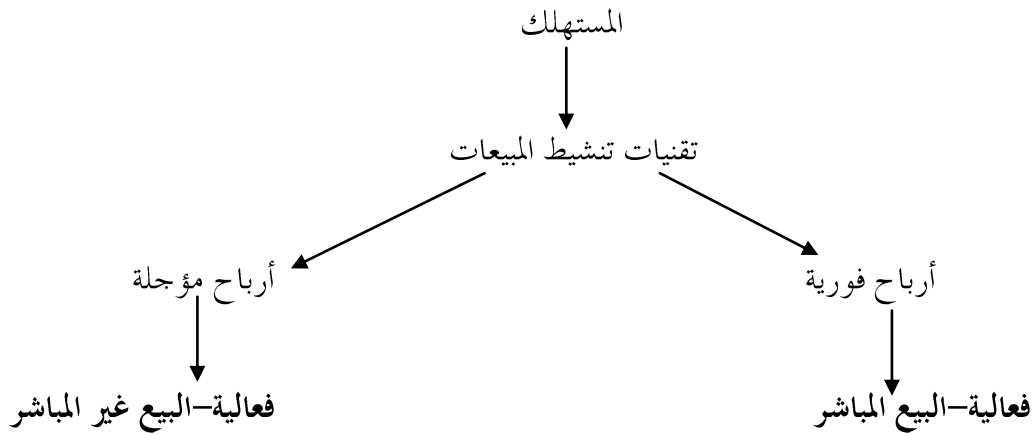 المستهلك
تقنيات تنشيط المبيعات
أرباح فورية
أرباح مؤجلة
فعالية–البيع المباشر
فعالية–البيع غير المباشر